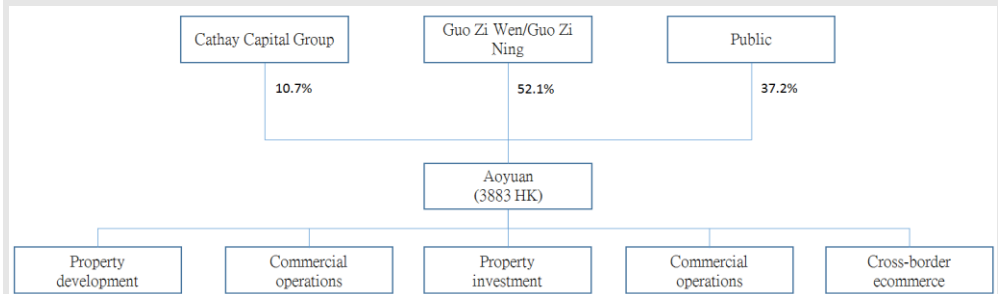 Cathay Capital Group
Guo Zi Wen/Guo Zi
Ning
Public
10.7%
52.1%
37.2%
Aoyuan
(3883 HK)
Property
development
Commercial
operations
Property
investment
Commercial
operations
Cross-border
ecommerce